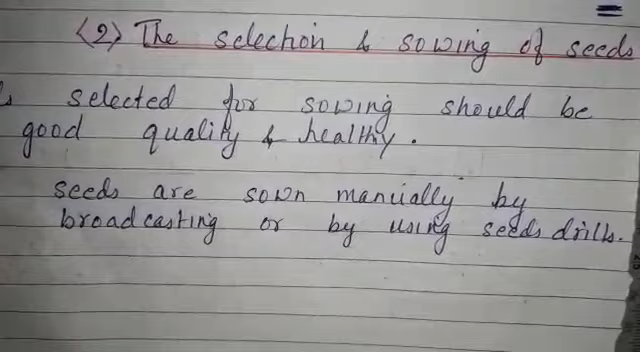 <2> The selection & sowing of seeds
selected for sowing should be
good quality & healthy.
seeds are sown manually by
broadcasting or by using seeds drills.